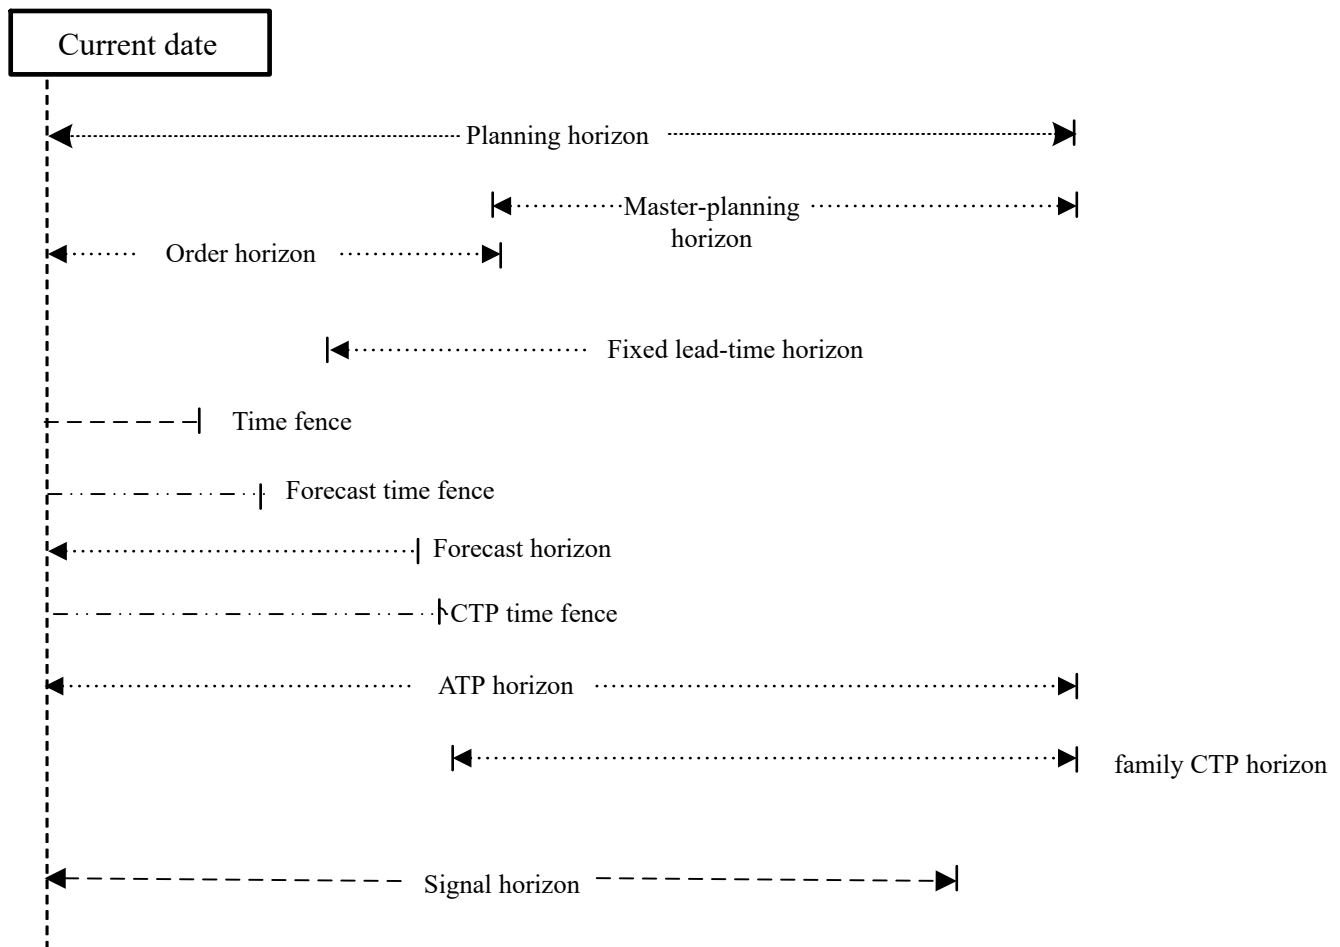 Current date
Planning horizon
Master-planning
horizon
Order horizon
Fixed lead-time horizon
Time fence
Forecast time fence
Forecast horizon
CTP time fence
ATP horizon
family CTP horizon
Signal horizon